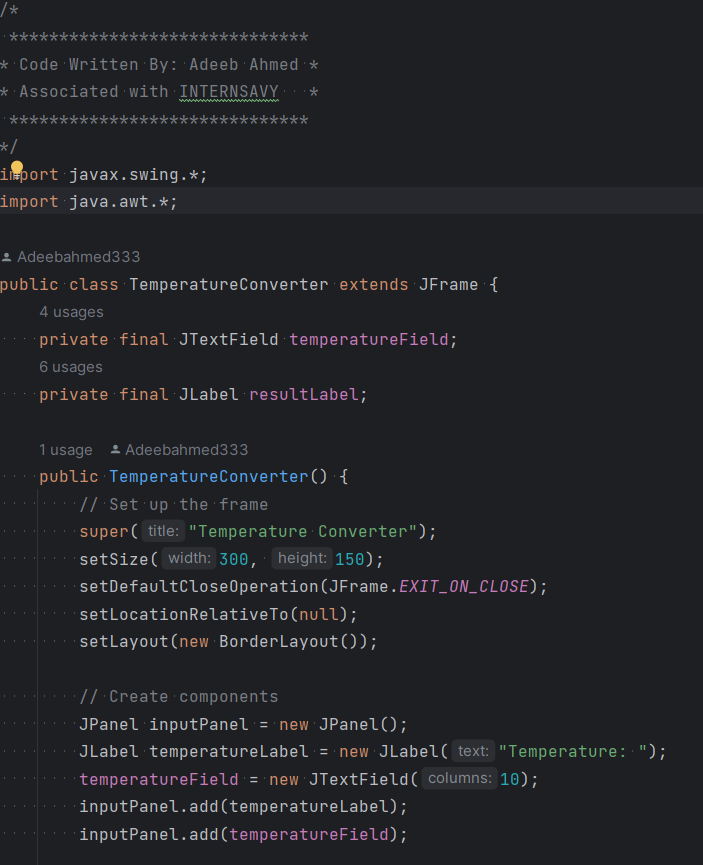 /*
******************************
* Code Written By: Adeeb Ahmed *
* Associated with INTERNSAVY   *
******************************
*/
import javax.swing.*;
import java.awt.*;
Adeebahmed333
public class TemperatureConverter extends JFrame {
4 usages
private final JTextField temperatureField;
6 usages
private final JLabel resultLabel;
1 usage Adeebahmed333
public TemperatureConverter() {
// Set up the frame
super( title: "Temperature Converter");
setSize( width: 300, height: 150);
setDefaultCloseOperation(JFrame.EXIT_ON_CLOSE);
setLocationRelativeTo(null);
setLayout(new BorderLayout());
// Create components
JPanel inputPanel = new JPanel();
JLabel temperatureLabel = new JLabel( text: "Temperature: ");
temperatureField = new JTextField( columns: 10);
inputPanel.add(temperatureLabel);
inputPanel.add(temperatureField);